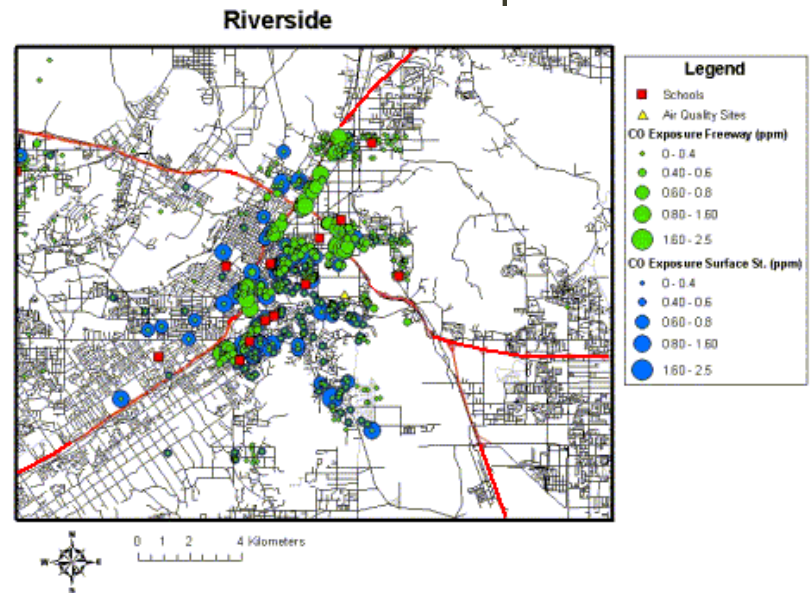 Riverside
Legend
Schools
Air Quality Sites
CO Exposure Freeway (ppm)
0 - 0.4
0.40 - 0.6
0.60 - 0.8
0.80 - 1.60
1.60 - 2.5
CO Exposure Surface St. (ppm)
0 - 0.4
0.40 - 0.6
0.60 - 0.8
0.80 - 1.60
1.60 - 2.5
N
W E
S
0 1 2 4 Kilometers